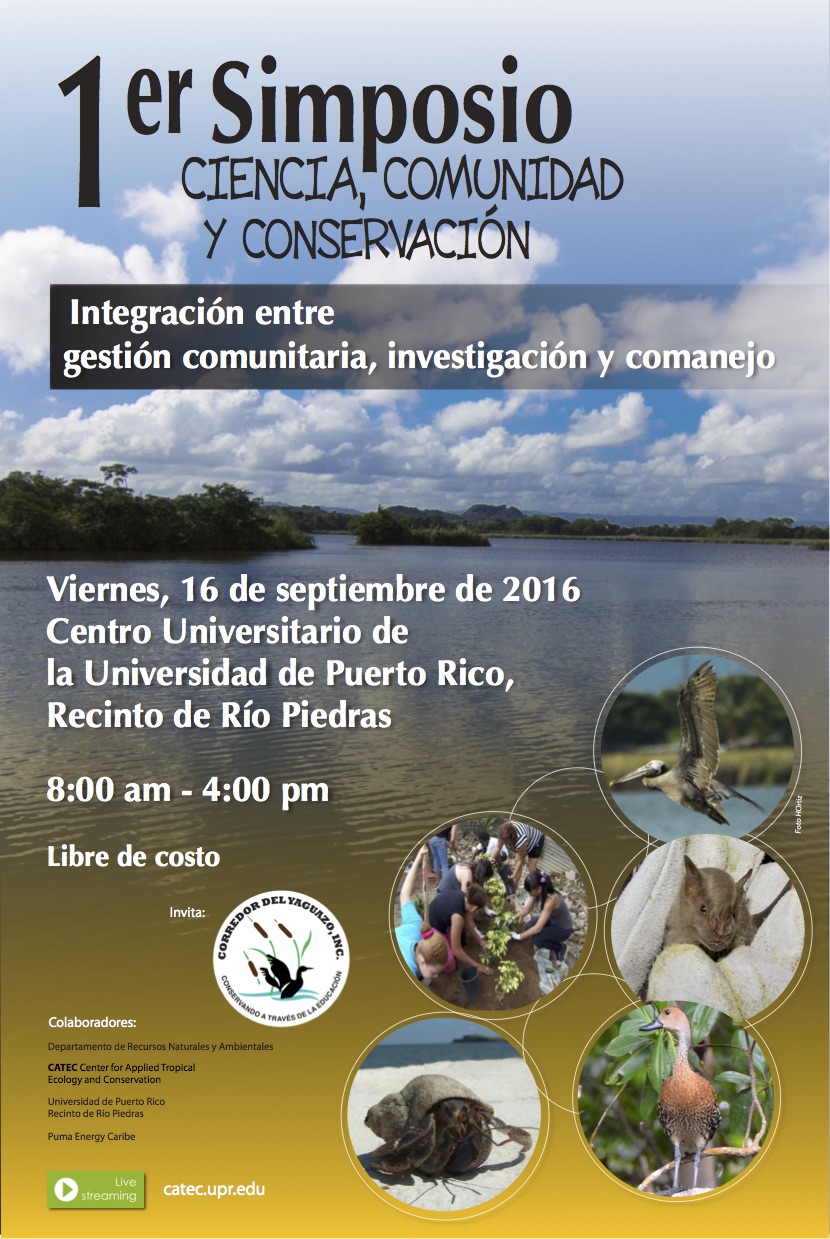 1er Simposio
CIENCIA, COMUNIDAD
Y CONSERVACIÓN
Integración entre
gestión comunitaria, investigación y comanejo
Viernes, 16 de septiembre de 2016
Centro Universitario de
la Universidad de Puerto Rico,
Recinto de Río Piedras
8:00 am - 4:00 pm
Libre de costo
Foto HOrtiz
Invita:
CORREDOR DEL YAGUAZO, INC.
CONSERVANDO A TRAVÉS DE LA EDUCACIÓN
Colaboradores:
Departamento de Recursos Naturales y Ambientales
CATEC Center for Applied Tropical
Ecology and Conservation
Universidad de Puerto Rico
Recinto de Río Piedras
Puma Energy Caribe
Live
streaming
catec.upr.edu